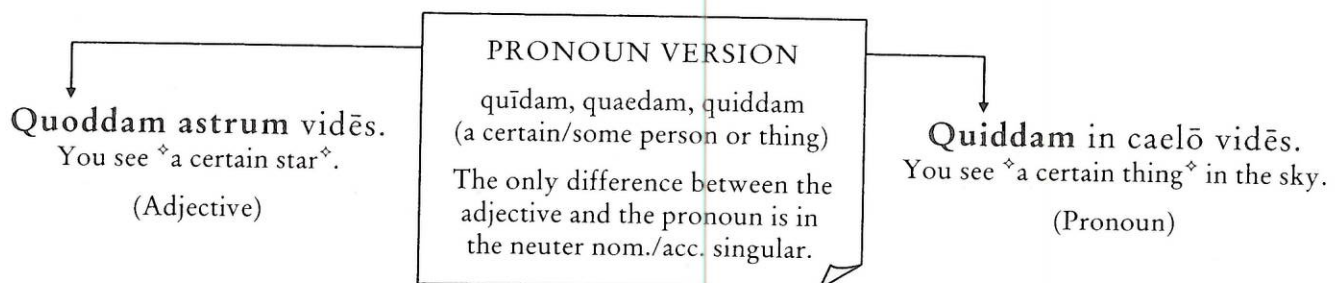 Quoddam astrum vidēs.
You see ✧a certain star✧.
(Adjective)
PRONOUN VERSION
quīdam, quaedam, quiddam
(a certain/some person or thing)
The only difference between the
adjective and the pronoun is in
the neuter nom./acc. singular.
Quiddam in caelō vidēs.
You see ✧a certain thing✧ in the sky.
(Pronoun)